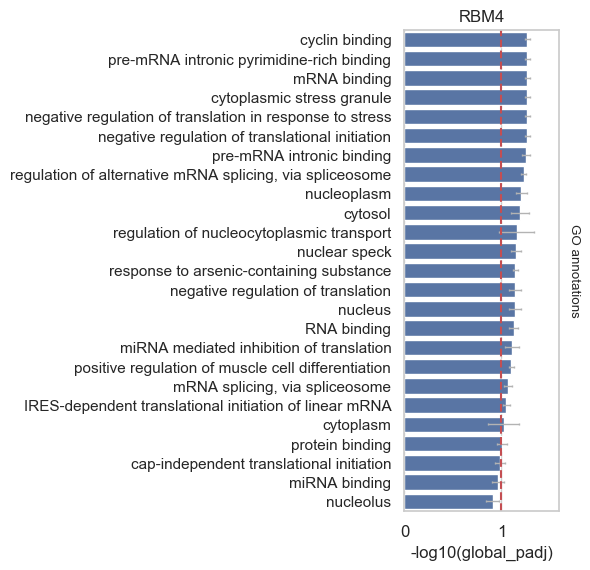 RBM4
cyclin binding
pre-mRNA intronic pyrimidine-rich binding
mRNA binding
cytoplasmic stress granule
negative regulation of translation in response to stress
negative regulation of translational initiation
pre-mRNA intronic binding
regulation of alternative mRNA splicing, via spliceosome
nucleoplasm
cytosol
regulation of nucleocytoplasmic transport
nuclear speck
response to arsenic-containing substance
negative regulation of translation
nucleus
RNA binding
miRNA mediated inhibition of translation
positive regulation of muscle cell differentiation
mRNA splicing, via spliceosome
IRES-dependent translational initiation of linear mRNA
cytoplasm
protein binding
cap-independent translational initiation
miRNA binding
nucleolus
GO annotations
0 1
-log10(global_padj)